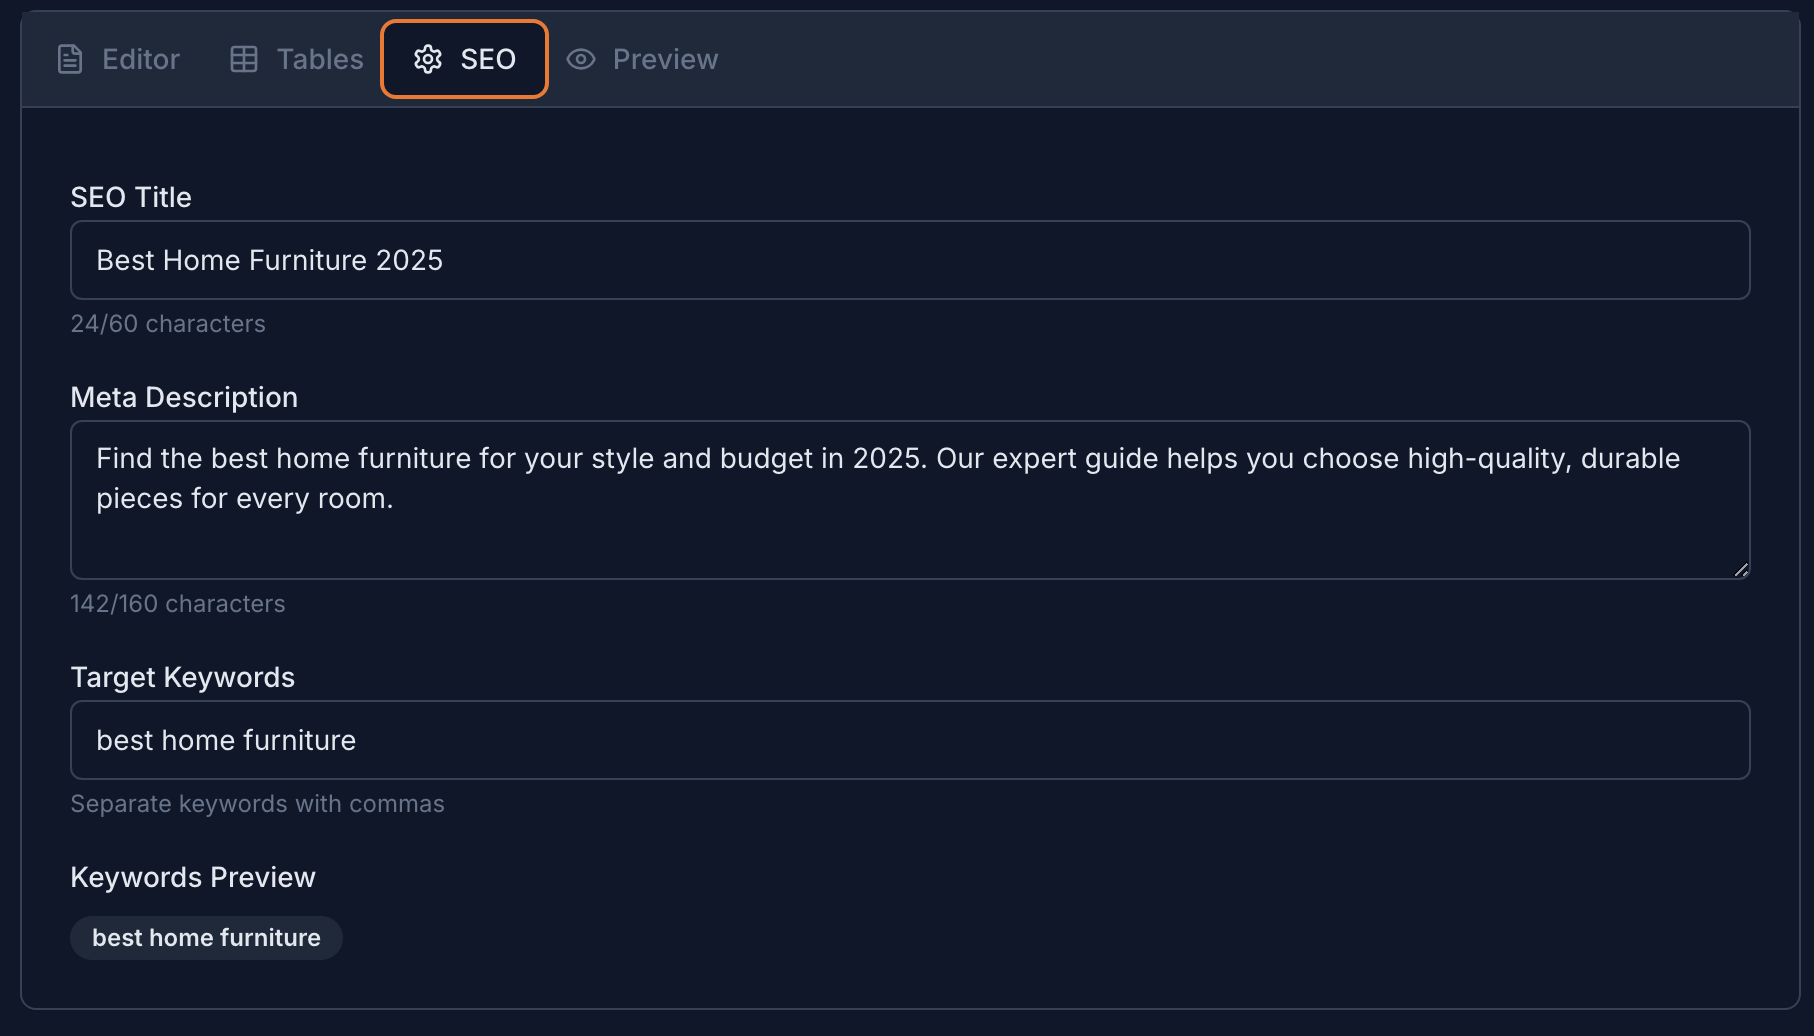 Editor Tables SEO Preview
SEO Title
Best Home Furniture 2025
24/60 characters
Meta Description
Find the best home furniture for your style and budget in 2025. Our expert guide helps you choose high-quality, durable
pieces for every room.
142/160 characters
Target Keywords
best home furniture
Separate keywords with commas
Keywords Preview
best home furniture